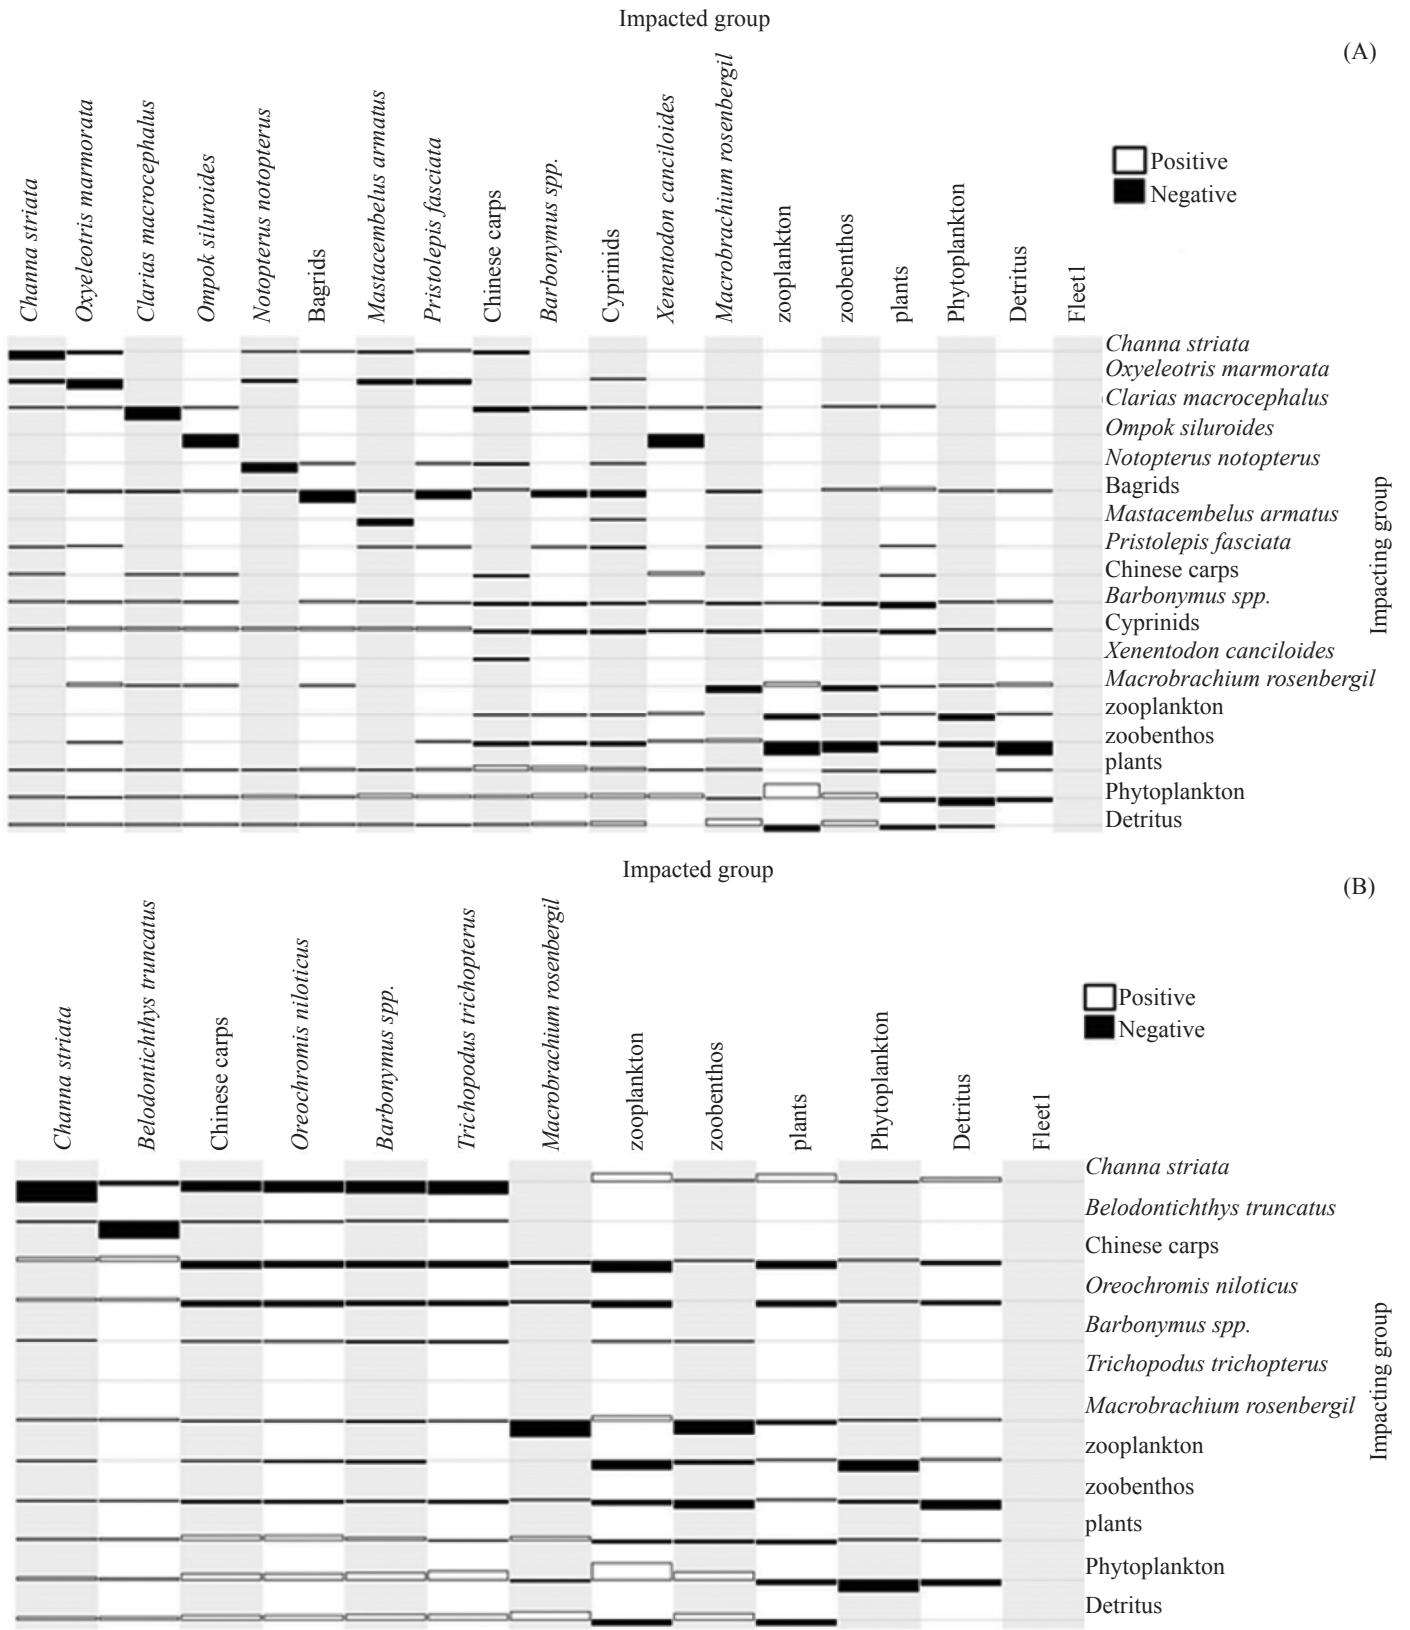 Impacted group
(A)
Channa striata
Oxyeleotris marmorata
Clarias macrocephalus
Ompok siluroides
Notopterus notopterus
Bagrids
Mastacembelus armatus
Pristolepis fasciata
Chinese carps
Barbonymus spp.
Cyprinids
Xenentodon canciloides
Macrobrachium rosenbergil
zooplankton
zoobenthos
plants
Phytoplankton
Detritus
Fleet1
Positive
Negative
Channa striata
Oxyeleotris marmorata
Clarias macrocephalus
Ompok siluroides
Notopterus notopterus
Bagrids
Mastacembelus armatus
Pristolepis fasciata
Chinese carps
Barbonymus spp.
Cyprinids
Xenentodon canciloides
Macrobrachium rosenbergil
zooplankton
zoobenthos
plants
Phytoplankton
Detritus
Impacting group
Impacted group
(B)
Channa striata
Belodontichthys truncatus
Chinese carps
Oreochromis niloticus
Barbonymus spp.
Trichopodus trichopterus
Macrobrachium rosenbergil
zooplankton
zoobenthos
plants
Phytoplankton
Detritus
Fleet1
Positive
Negative
Channa striata
Belodontichthys truncatus
Chinese carps
Oreochromis niloticus
Barbonymus spp.
Trichopodus trichopterus
Macrobrachium rosenbergil
zooplankton
zoobenthos
plants
Phytoplankton
Detritus
Impacting group